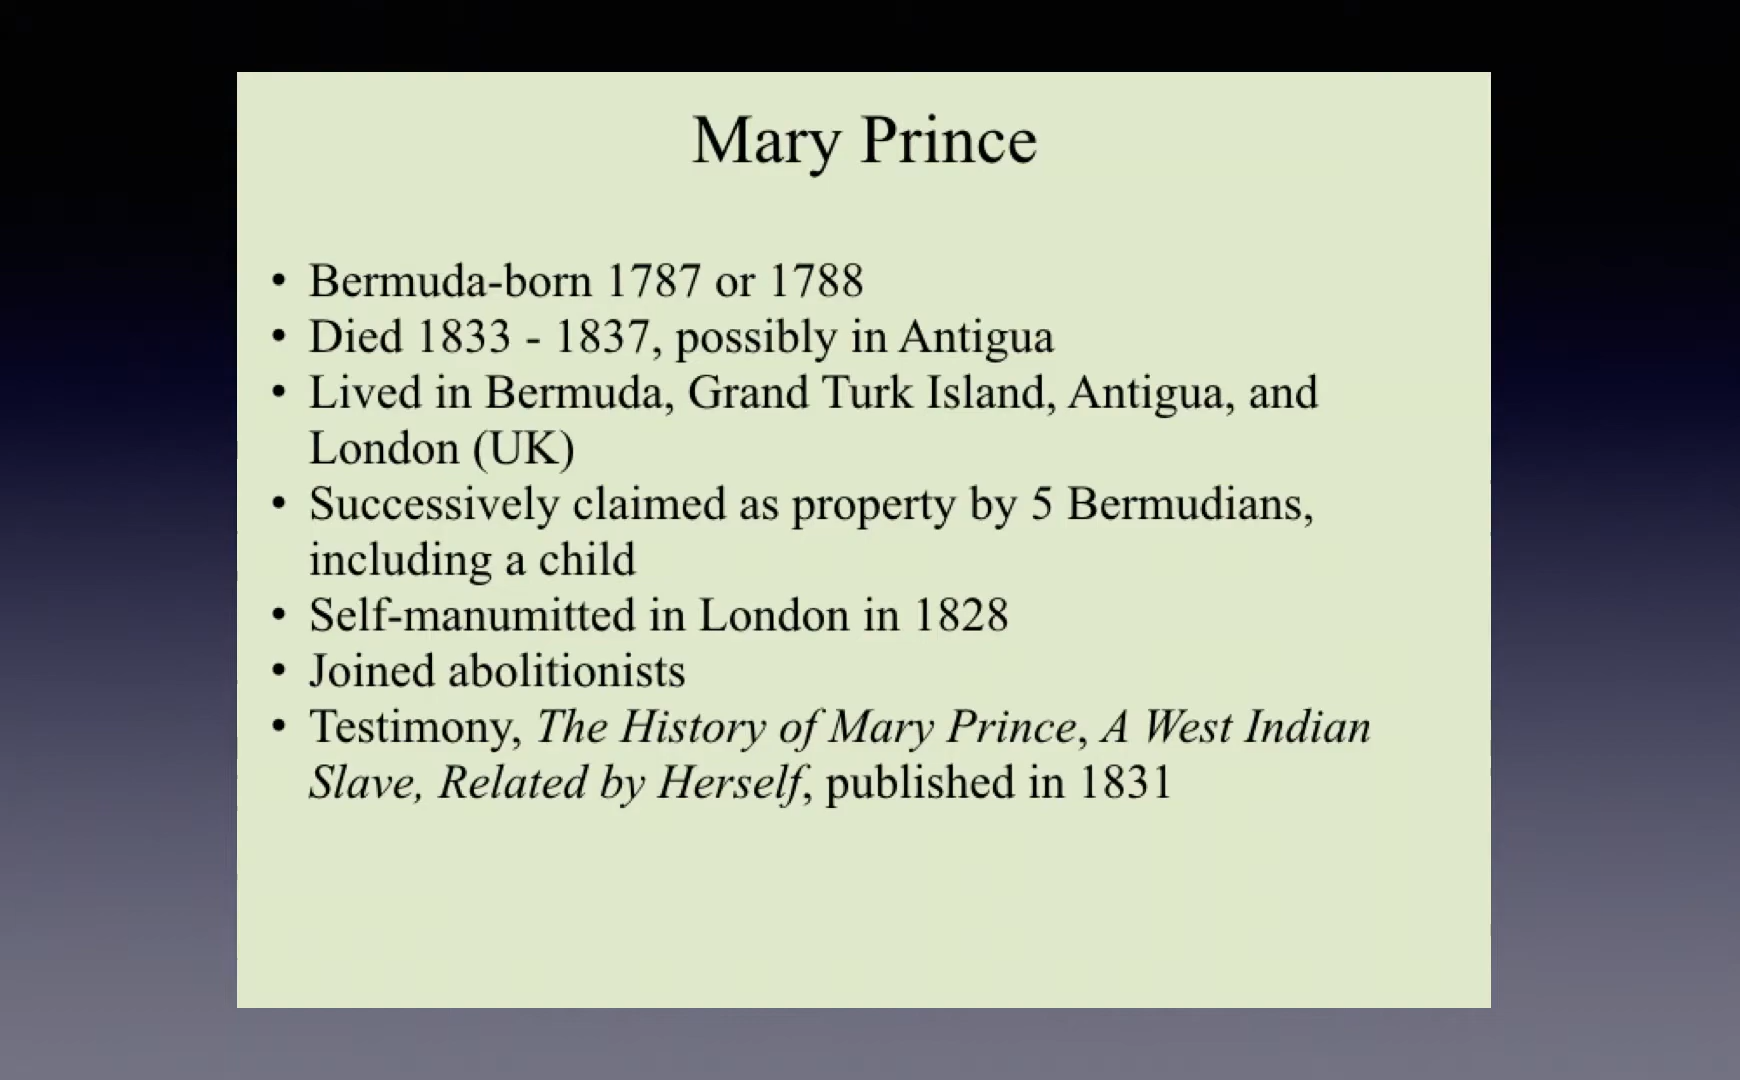 Mary Prince
• Bermuda-born 1787 or 1788
• Died 1833 - 1837, possibly in Antigua
• Lived in Bermuda, Grand Turk Island, Antigua, and
London (UK)
• Successively claimed as property by 5 Bermudians,
including a child
• Self-manumitted in London in 1828
• Joined abolitionists
• Testimony, The History of Mary Prince, A West Indian
Slave, Related by Herself, published in 1831